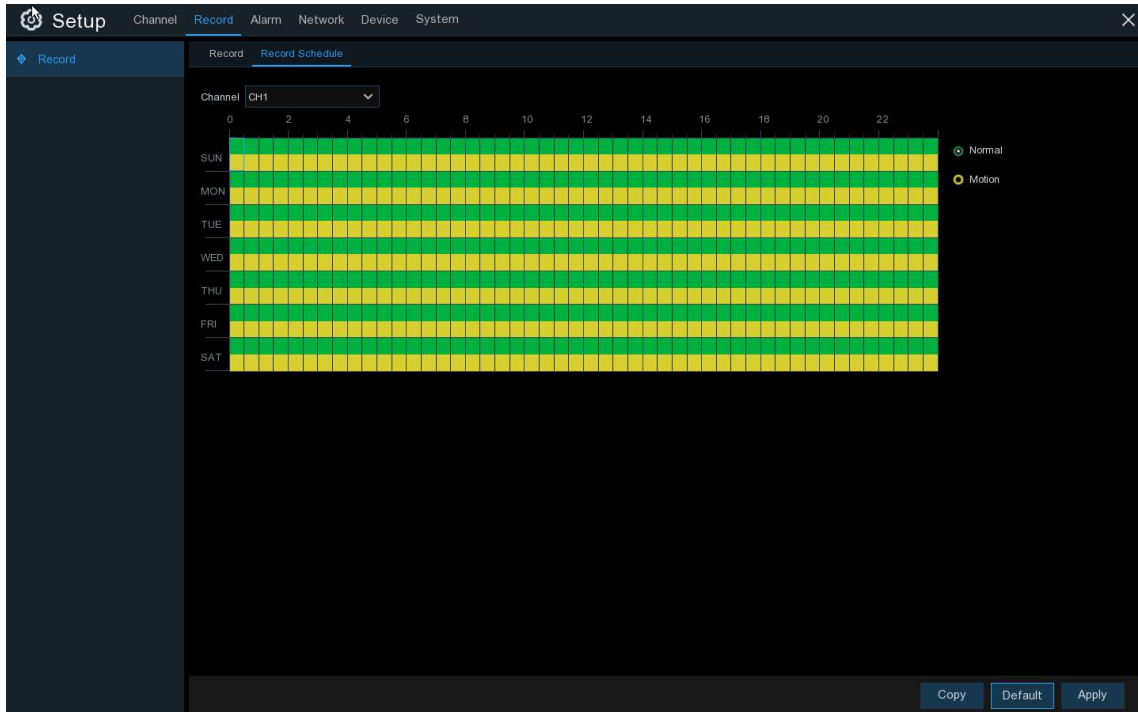 Setup Channel Record Alarm Network Device System
Record
Record Record Schedule
Channel CH1
0 2 4 6 8 10 12 14 16 18 20 22
SUN
MON
TUE
WED
THU
FRI
SAT
Normal
Motion
Copy Default Apply